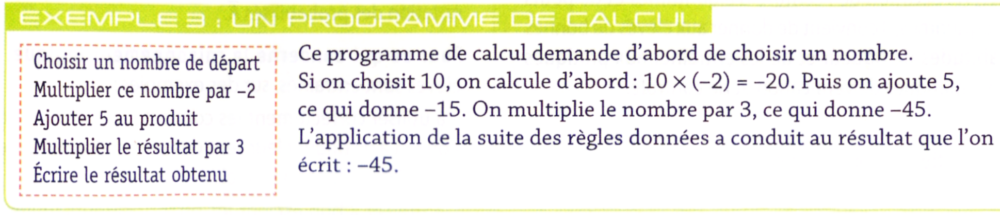 EXEMPLE 3 : UN PROGRAMME DE CALCUL
Choisir un nombre de départ
Multiplier ce nombre par –2
Ajouter 5 au produit
Multiplier le résultat par 3
Écrire le résultat obtenu
Ce programme de calcul demande d’abord de choisir un nombre.
Si on choisit 10, on calcule d’abord : 10 × (–2) = –20. Puis on ajoute 5,
ce qui donne –15. On multiplie le nombre par 3, ce qui donne –45.
L’application de la suite des règles données a conduit au résultat que l’on
écrit : –45.